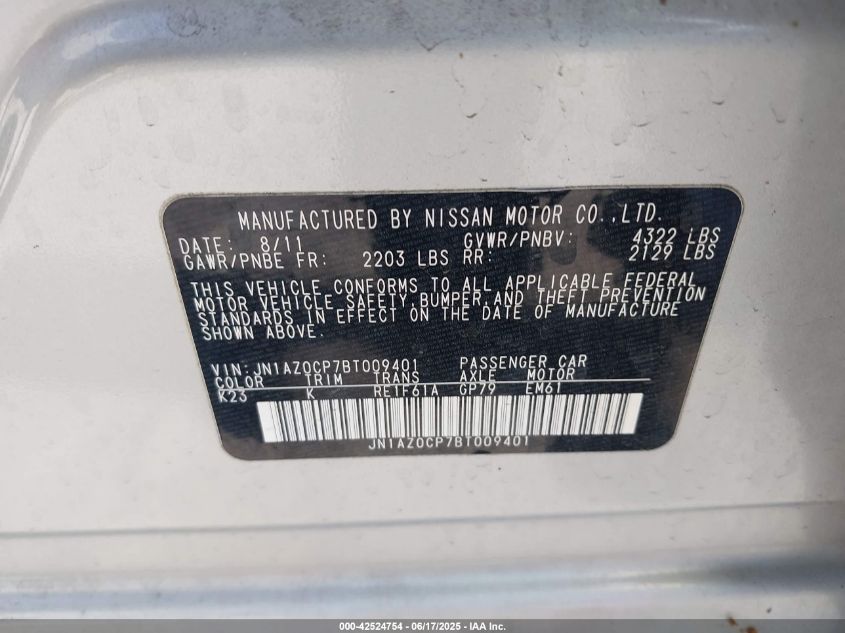 MANUFACTURED BY NISSAN MOTOR CO.,LTD.
DATE: 8/11 GVWR/PNBV: 4322 LBS
GAWR/PNBE FR: 2203 LBS RR: 2129 LBS
THIS VEHICLE CONFORMS TO ALL APPLICABLE FEDERAL
MOTOR VEHICLE SAFETY,BUMPER,AND THEFT PREVENTION
STANDARDS IN EFFECT ON THE DATE OF MANUFACTURE
SHOWN ABOVE.
VIN:JN1AZ0CP7BT009401 PASSENGER CAR
COLOR TRIM TRANS AXLE MOTOR
K23 K RE1F61A GP79 EM61
JN1AZ0CP7BT009401
000-42524754 - 06/17/2025 - IAA Inc.